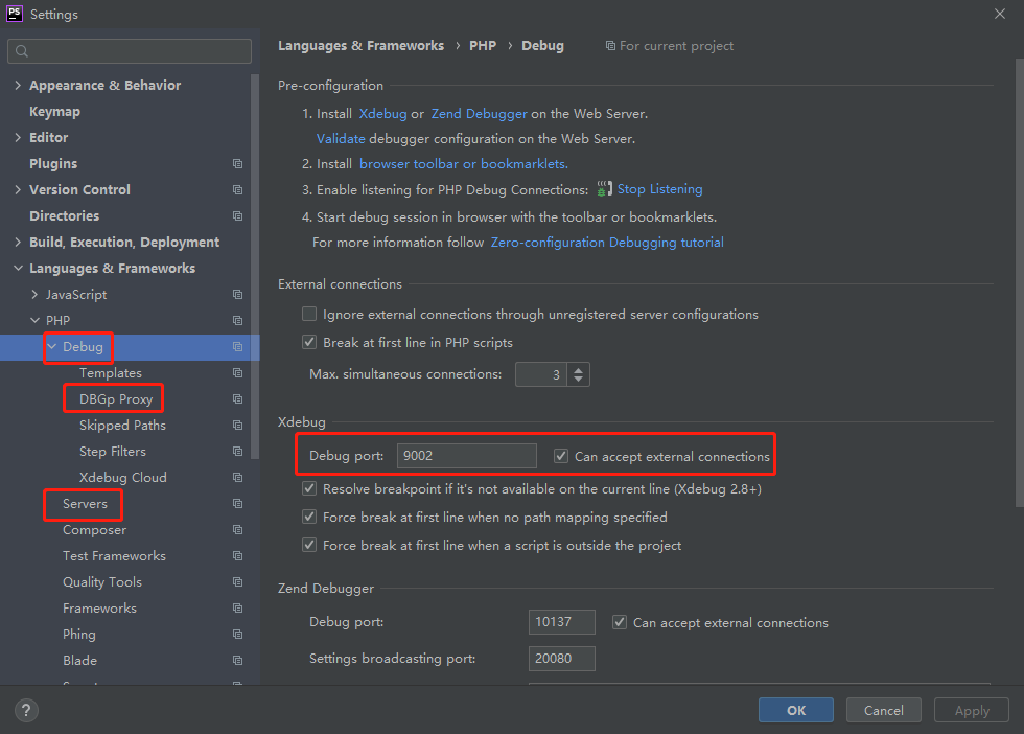 PS Settings
Appearance & Behavior
Keymap
Editor
Plugins
Version Control
Directories
Build, Execution, Deployment
Languages & Frameworks
JavaScript
PHP
Debug
Templates
DBGp Proxy
Skipped Paths
Step Filters
Xdebug Cloud
Servers
Composer
Test Frameworks
Quality Tools
Frameworks
Phing
Blade
Languages & Frameworks › PHP › Debug For current project
Pre-configuration
1. Install Xdebug or Zend Debugger on the Web Server.
Validate debugger configuration on the Web Server.
2. Install browser toolbar or bookmarklets.
3. Enable listening for PHP Debug Connections: Stop Listening
4. Start debug session in browser with the toolbar or bookmarklets.
For more information follow Zero-configuration Debugging tutorial
External connections
Ignore external connections through unregistered server configurations
Break at first line in PHP scripts
Max. simultaneous connections: 3
Xdebug
Debug port: 9002 Can accept external connections
Resolve breakpoint if it's not available on the current line (Xdebug 2.8+)
Force break at first line when no path mapping specified
Force break at first line when a script is outside the project
Zend Debugger
Debug port: 10137 Can accept external connections
Settings broadcasting port: 20080
? OK Cancel Apply